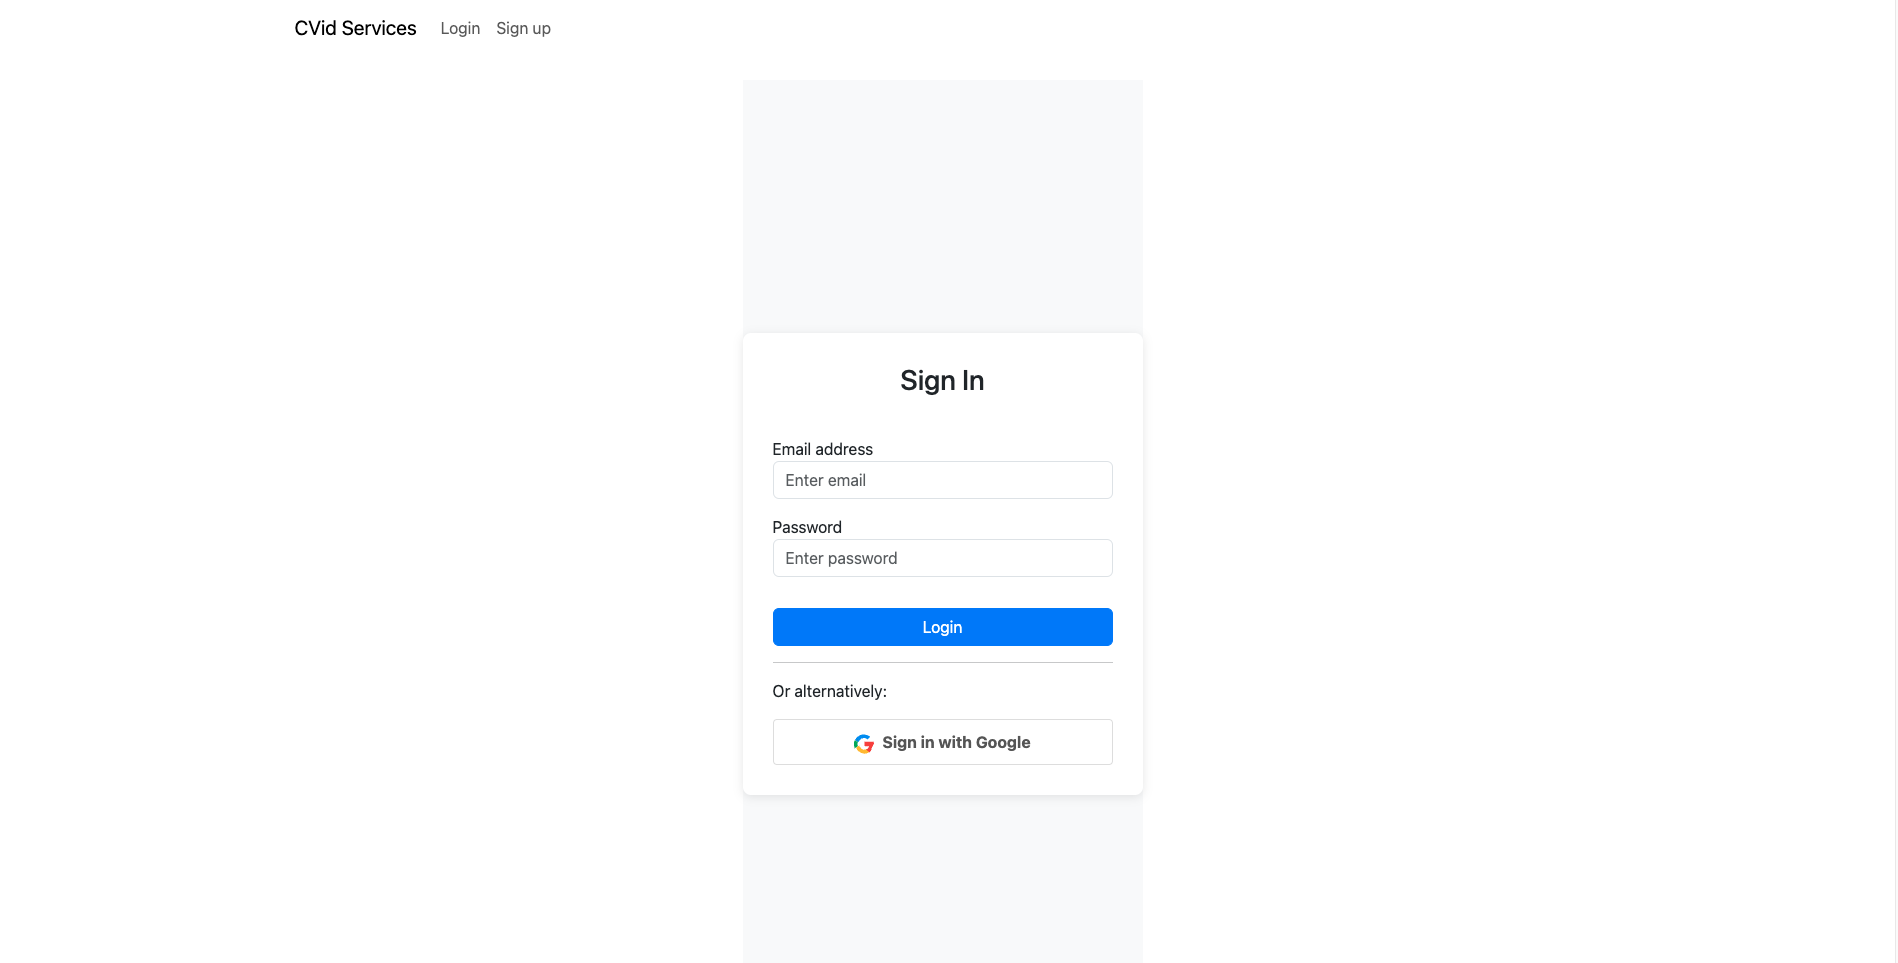 CVid Services Login Sign up
Sign In
Email address
Enter email
Password
Enter password
Login
Or alternatively:
Sign in with Google